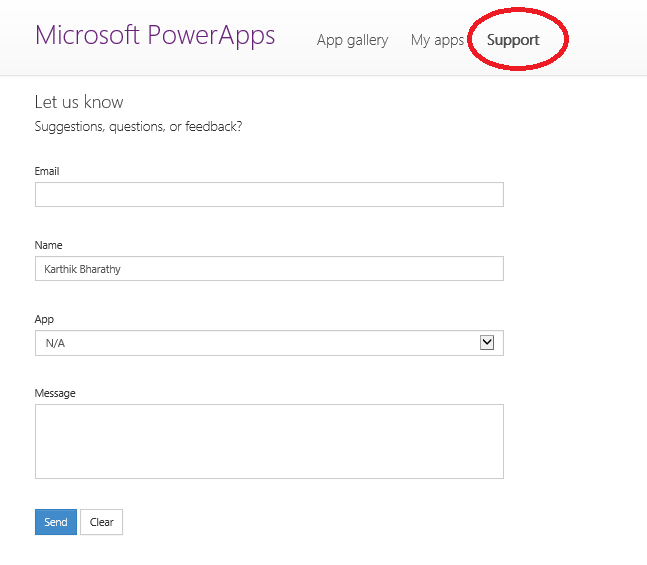 Microsoft PowerApps App gallery My apps Support
Let us know
Suggestions, questions, or feedback?
Email
Name
Karthik Bharathy
App
N/A
Message
Send Clear